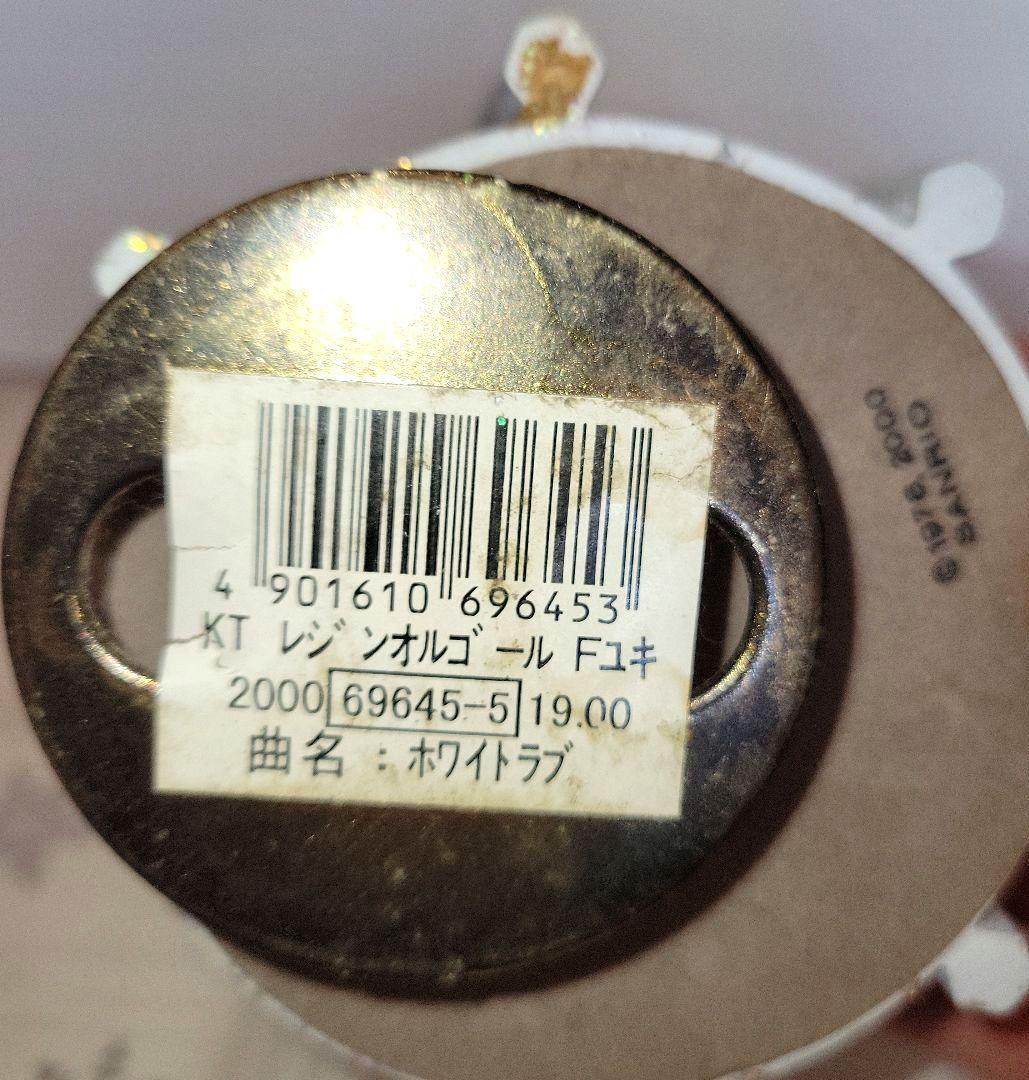 4 901610 696453
KT レジンオルゴール Fユキ
2000 69645-5 19.00
曲名：ホワイトラブ
© 1976, 2000
SANRIO